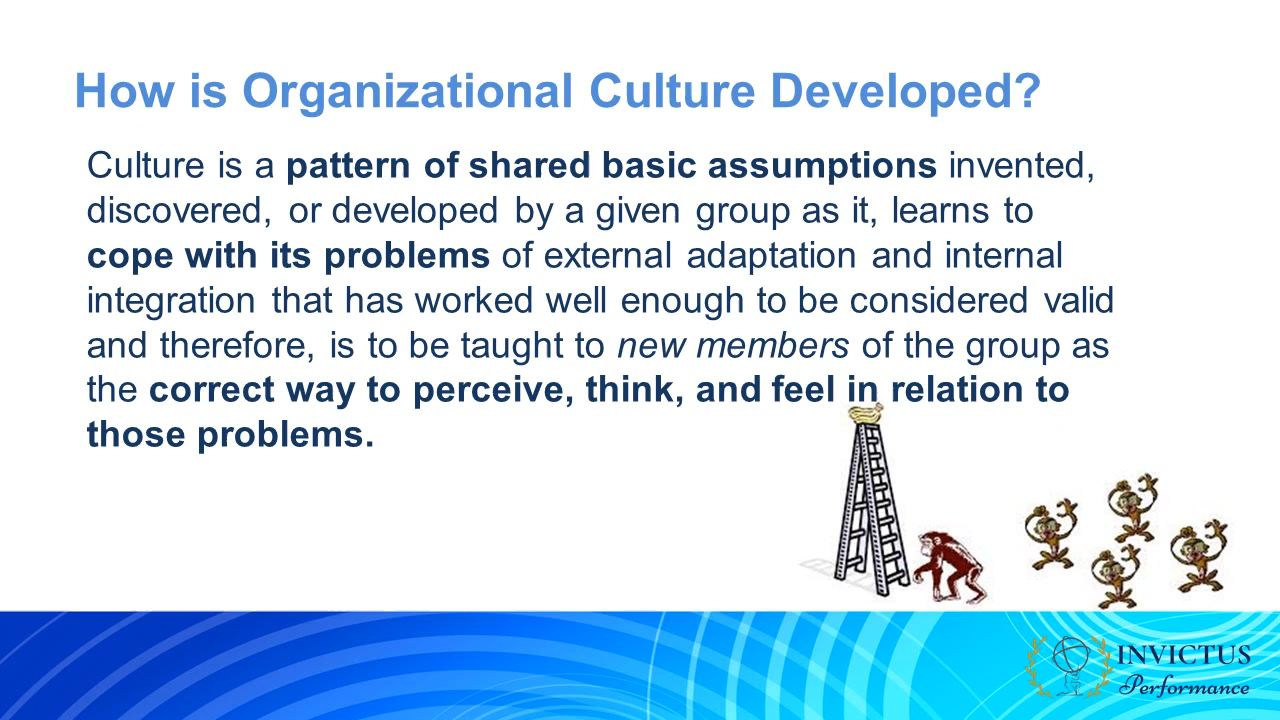 How is Organizational Culture Developed?
Culture is a pattern of shared basic assumptions invented,
discovered, or developed by a given group as it, learns to
cope with its problems of external adaptation and internal
integration that has worked well enough to be considered valid
and therefore, is to be taught to new members of the group as
the correct way to perceive, think, and feel in relation to
those problems.
INVICTUS
Performance